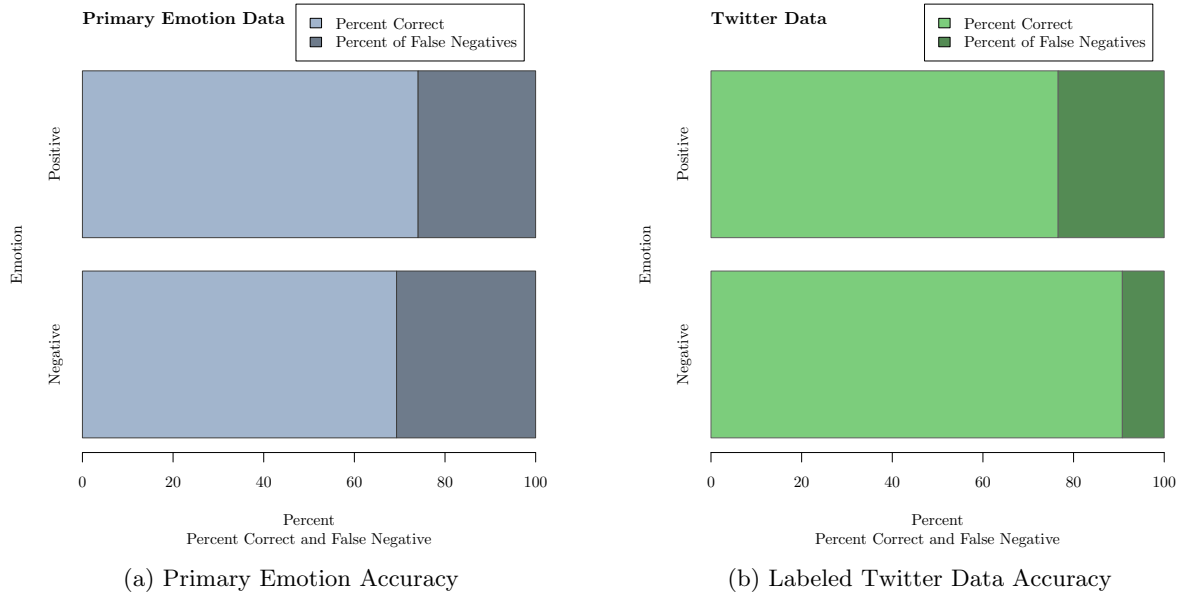 Primary Emotion Data
Percent Correct
Percent of False Negatives
Emotion
Positive
Negative
0 20 40 60 80 100
Percent
Percent Correct and False Negative
(a) Primary Emotion Accuracy
Twitter Data
Percent Correct
Percent of False Negatives
Emotion
Positive
Negative
0 20 40 60 80 100
Percent
Percent Correct and False Negative
(b) Labeled Twitter Data Accuracy